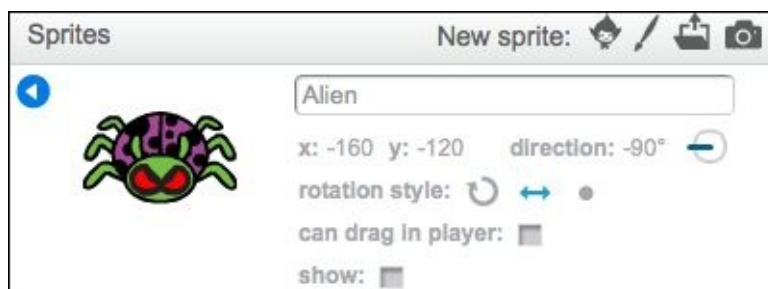 Sprites New sprite:
Alien
x: -160 y: -120 direction: -90°
rotation style:
can drag in player:
show: